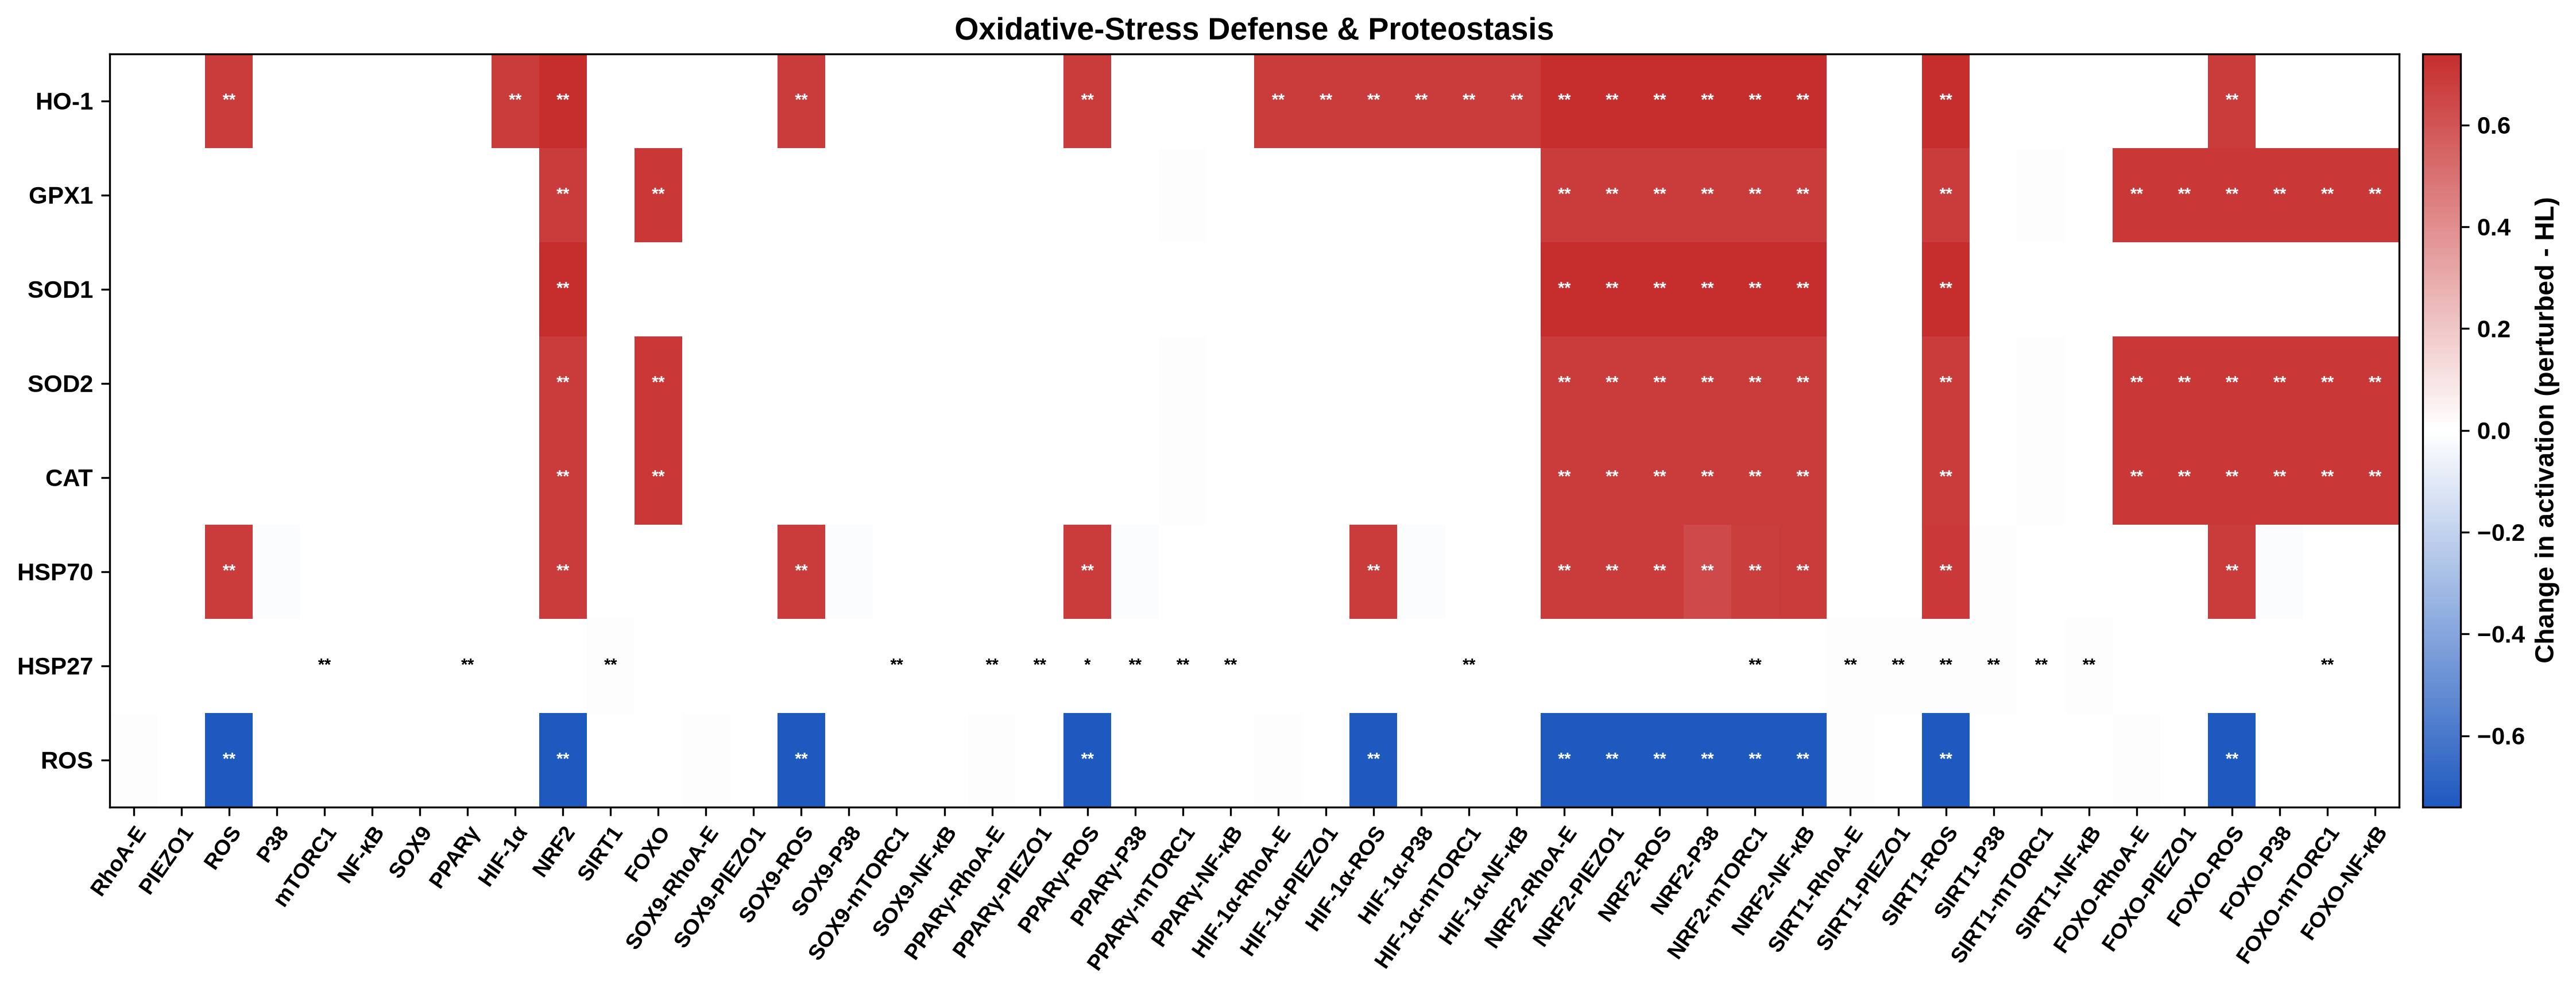 Oxidative-Stress Defense & Proteostasis
HO-1 ** ** ** ** ** ** ** ** ** ** ** ** ** ** ** ** ** ** ** **
GPX1 ** ** ** ** ** ** ** ** ** ** ** ** ** ** **
SOD1 ** ** ** ** ** ** ** **
SOD2 ** ** ** ** ** ** ** ** ** ** ** ** ** ** **
CAT ** ** ** ** ** ** ** ** ** ** ** ** ** ** **
HSP70 ** ** ** ** ** ** ** ** ** ** ** ** **
HSP27 ** ** ** ** ** ** * ** ** ** ** ** ** ** ** ** ** ** **
ROS ** ** ** ** ** ** ** ** ** ** ** ** **
RhoA-E
PIEZO1
ROS
P38
mTORC1
NF-κB
SOX9
PPARγ
HIF-1α
NRF2
SIRT1
FOXO
SOX9-RhoA-E
SOX9-PIEZO1
SOX9-ROS
SOX9-P38
SOX9-mTORC1
SOX9-NF-κB
PPARγ-RhoA-E
PPARγ-PIEZO1
PPARγ-ROS
PPARγ-P38
PPARγ-mTORC1
PPARγ-NF-κB
HIF-1α-RhoA-E
HIF-1α-PIEZO1
HIF-1α-ROS
HIF-1α-P38
HIF-1α-mTORC1
HIF-1α-NF-κB
NRF2-RhoA-E
NRF2-PIEZO1
NRF2-ROS
NRF2-P38
NRF2-mTORC1
NRF2-NF-κB
SIRT1-RhoA-E
SIRT1-PIEZO1
SIRT1-ROS
SIRT1-P38
SIRT1-mTORC1
SIRT1-NF-κB
FOXO-RhoA-E
FOXO-PIEZO1
FOXO-ROS
FOXO-P38
FOXO-mTORC1
FOXO-NF-κB
0.6
0.4
0.2
0.0
−0.2
−0.4
−0.6
Change in activation (perturbed - HL)